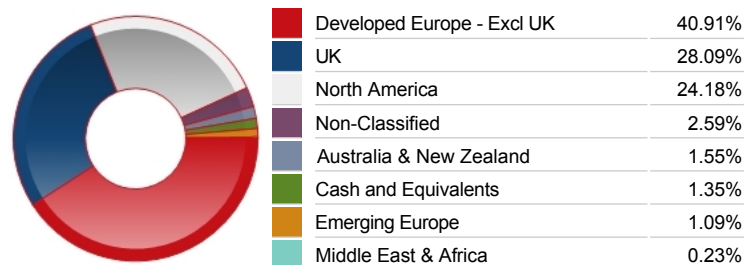 Developed Europe - Excl UK 40.91%
UK 28.09%
North America 24.18%
Non-Classified 2.59%
Australia & New Zealand 1.55%
Cash and Equivalents 1.35%
Emerging Europe 1.09%
Middle East & Africa 0.23%